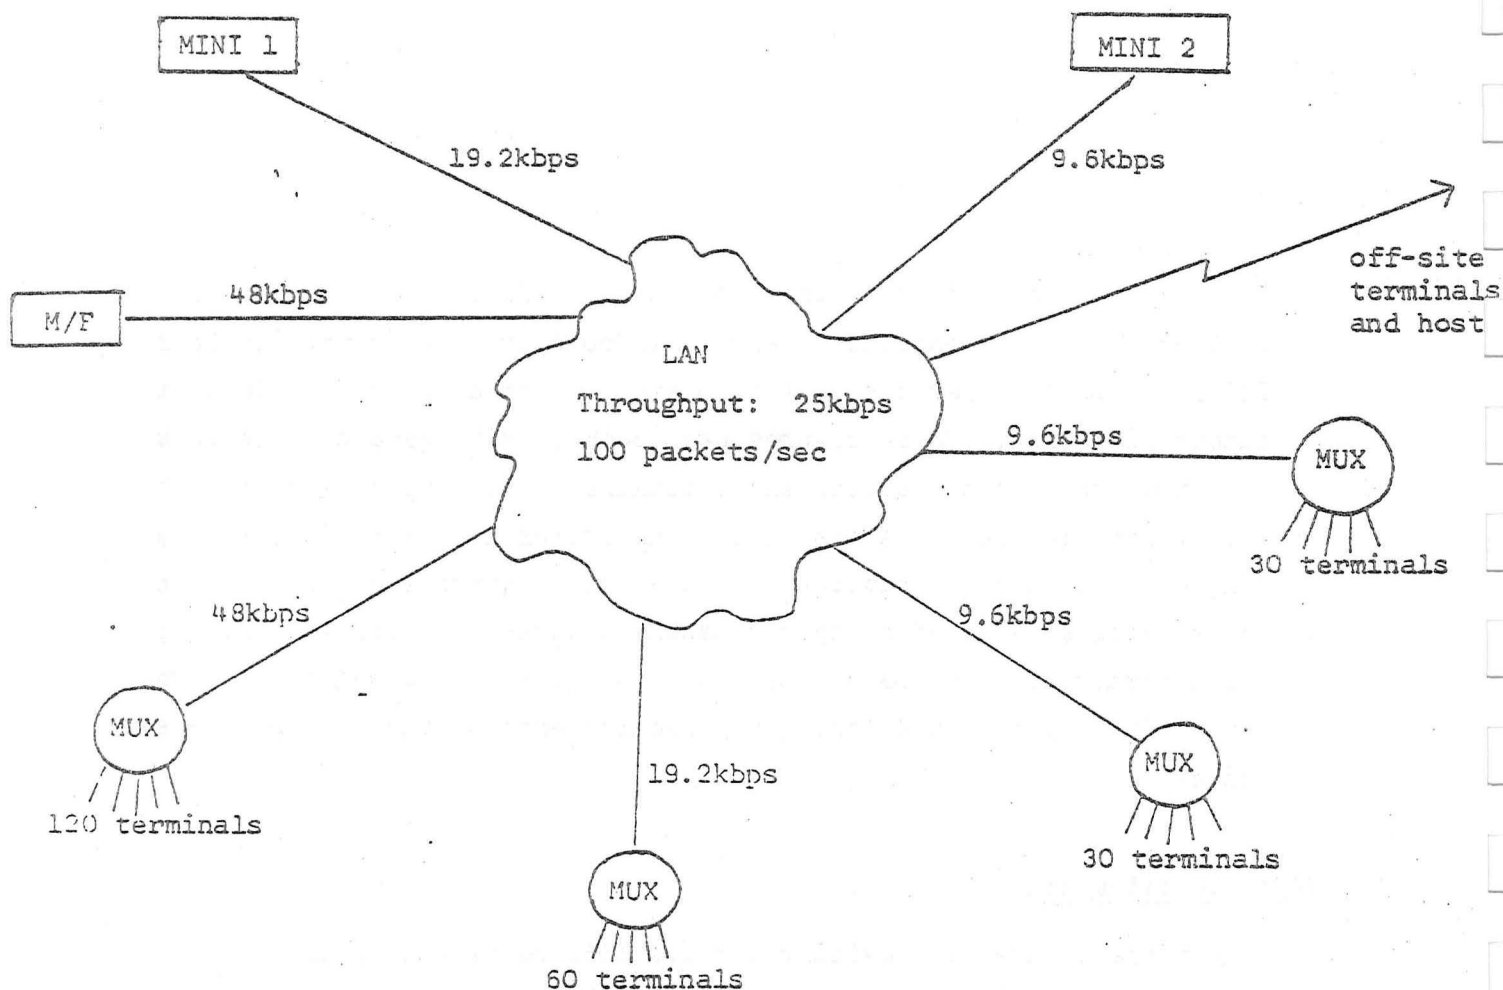 MINI 1
MINI 2
19.2kbps
9.6kbps
off-site
terminals
and host
48kbps
M/F
LAN
Throughput: 25kbps
100 packets/sec
9.6kbps
MUX
30 terminals
48kbps
9.6kbps
MUX
120 terminals
19.2kbps
MUX
30 terminals
MUX
60 terminals